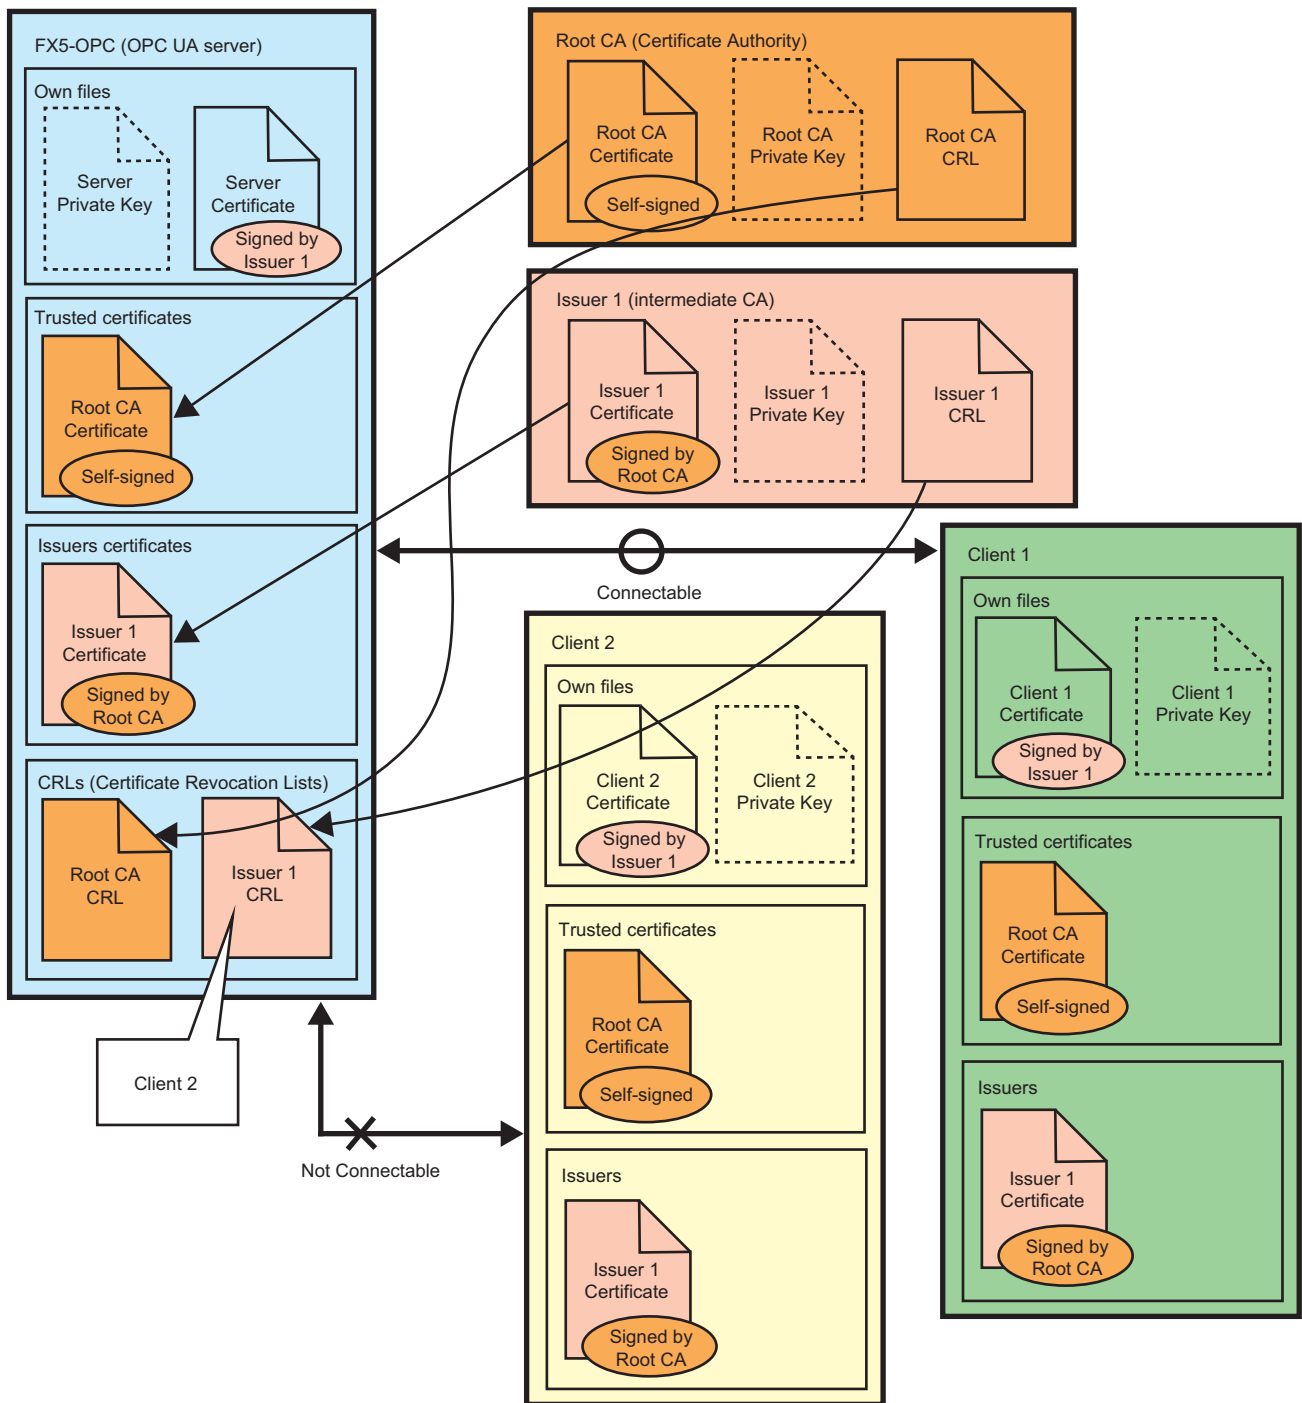 FX5-OPC (OPC UA server)
Own files
Server
Private Key
Server
Certificate
Signed by
Issuer 1
Trusted certificates
Root CA
Certificate
Self-signed
Issuers certificates
Issuer 1
Certificate
Signed by
Root CA
CRLs (Certificate Revocation Lists)
Root CA
CRL
Issuer 1
CRL
Client 2
Root CA (Certificate Authority)
Root CA
Certificate
Self-signed
Root CA
Private Key
Root CA
CRL
Issuer 1 (intermediate CA)
Issuer 1
Certificate
Signed by
Root CA
Issuer 1
Private Key
Issuer 1
CRL
Connectable
Not Connectable
Client 2
Own files
Client 2
Certificate
Signed by
Issuer 1
Client 2
Private Key
Trusted certificates
Root CA
Certificate
Self-signed
Issuers
Issuer 1
Certificate
Signed by
Root CA
Client 1
Own files
Client 1
Certificate
Signed by
Issuer 1
Client 1
Private Key
Trusted certificates
Root CA
Certificate
Self-signed
Issuers
Issuer 1
Certificate
Signed by
Root CA